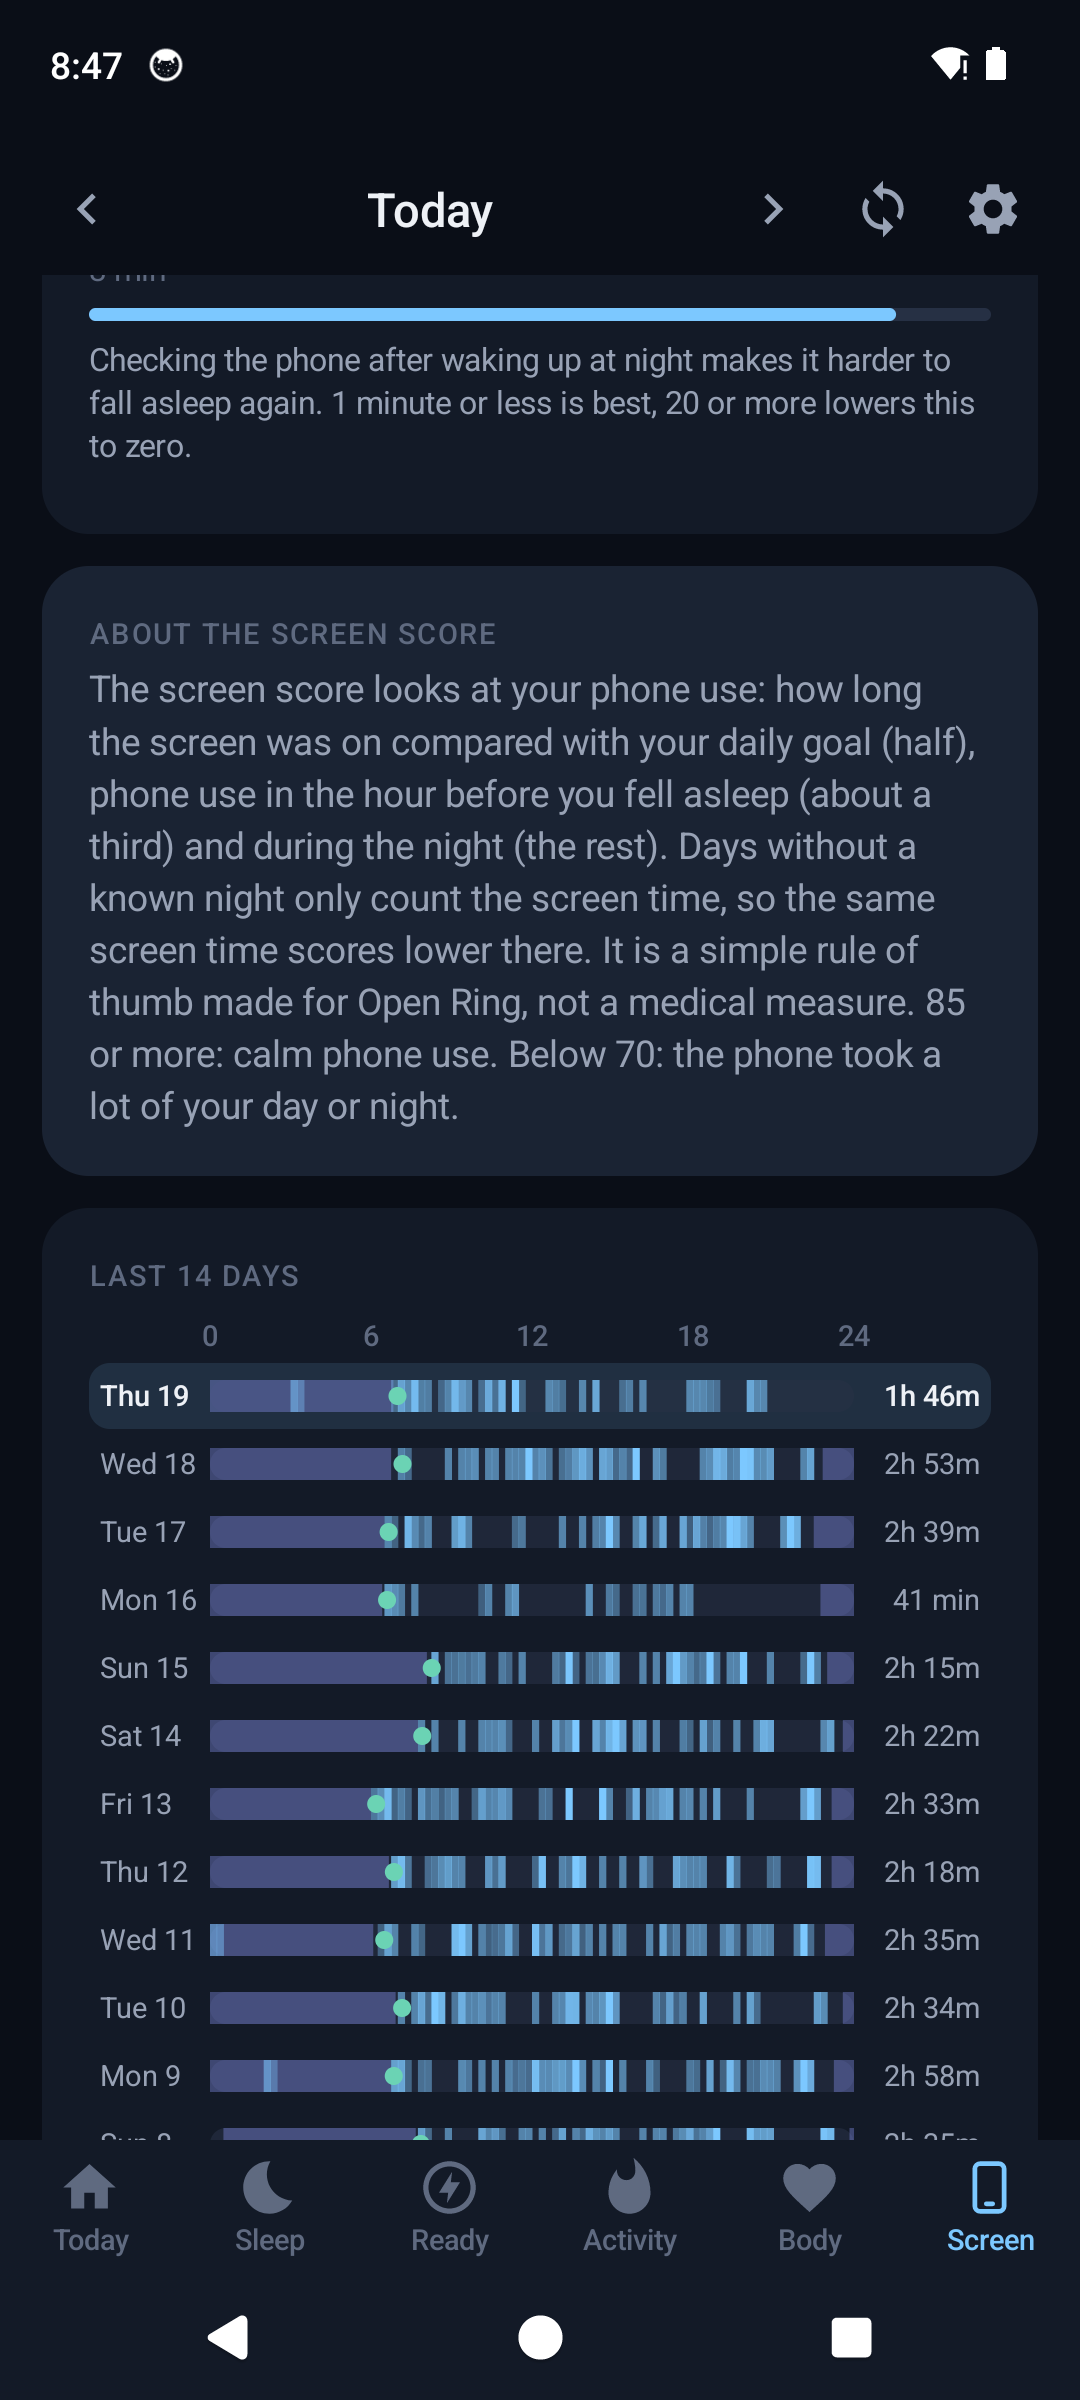 8:47
Today
Checking the phone after waking up at night makes it harder to
fall asleep again. 1 minute or less is best, 20 or more lowers this
to zero.
ABOUT THE SCREEN SCORE
The screen score looks at your phone use: how long
the screen was on compared with your daily goal (half),
phone use in the hour before you fell asleep (about a
third) and during the night (the rest). Days without a
known night only count the screen time, so the same
screen time scores lower there. It is a simple rule of
thumb made for Open Ring, not a medical measure. 85
or more: calm phone use. Below 70: the phone took a
lot of your day or night.
LAST 14 DAYS
0 6 12 18 24
Thu 19 1h 46m
Wed 18 2h 53m
Tue 17 2h 39m
Mon 16 41 min
Sun 15 2h 15m
Sat 14 2h 22m
Fri 13 2h 33m
Thu 12 2h 18m
Wed 11 2h 35m
Tue 10 2h 34m
Mon 9 2h 58m
Today Sleep Ready Activity Body Screen